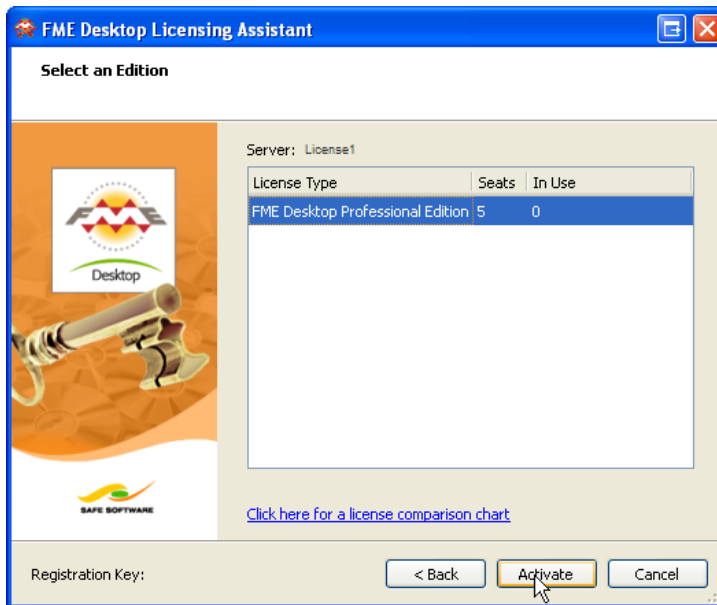 FME Desktop Licensing Assistant
Select an Edition
FME
Desktop
SAFE SOFTWARE
Server: License1
License Type Seats In Use
FME Desktop Professional Edition 5 0
Click here for a license comparison chart
Registration Key:
< Back Activate Cancel